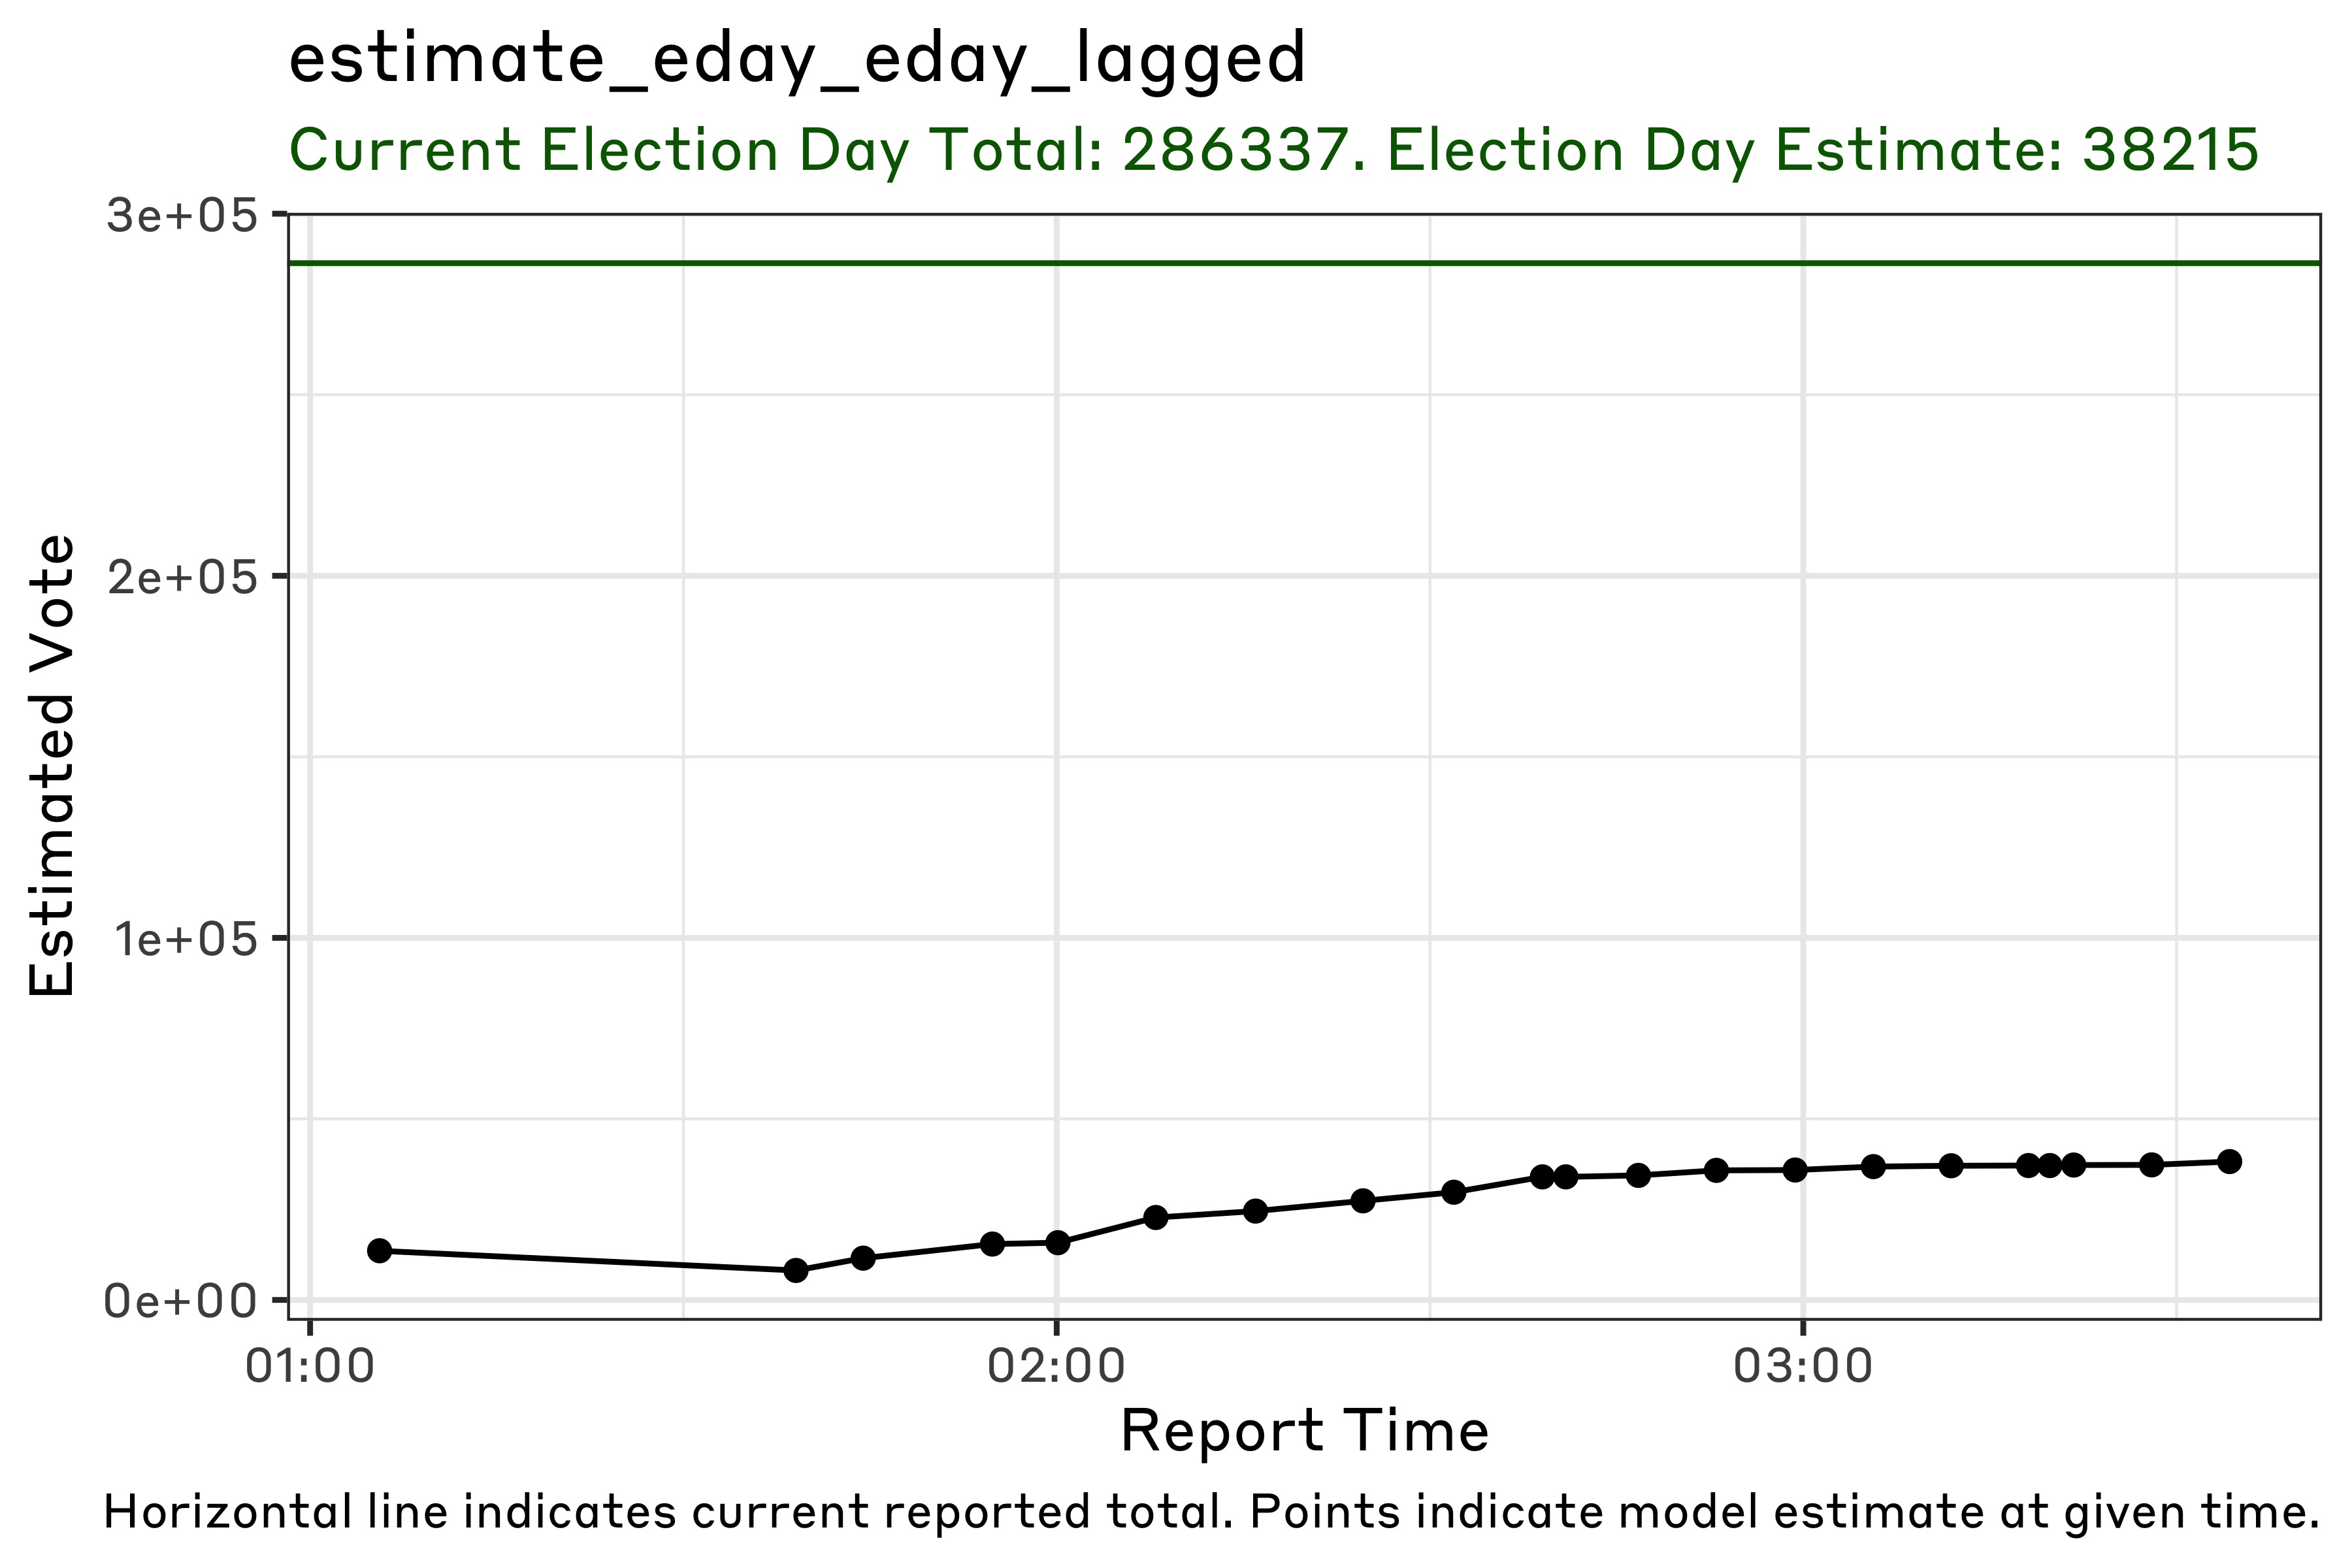 estimate_eday_eday_lagged
Current Election Day Total: 286337. Election Day Estimate: 38215
3e+05
2e+05
1e+05
0e+00
Estimated Vote
01:00 02:00 03:00
Report Time
Horizontal line indicates current reported total. Points indicate model estimate at given time.